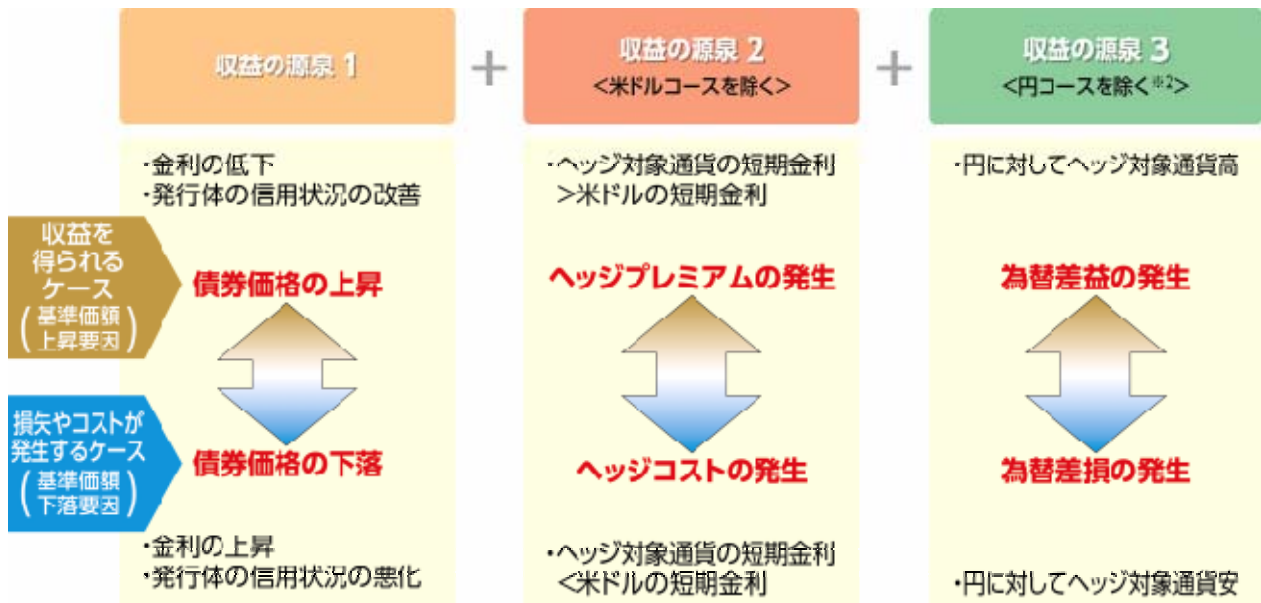 収益の源泉 1
+
収益の源泉 2
<米ドルコースを除く>
+
収益の源泉 3
<円コースを除く※2>
・金利の低下
・発行体の信用状況の改善
・ヘッジ対象通貨の短期金利
>米ドルの短期金利
・円に対してヘッジ対象通貨高
収益を
得られる
ケース
(基準価額
上昇要因)
債券価格の上昇
ヘッジプレミアムの発生
為替差益の発生
損失やコストが
発生するケース
(基準価額
下落要因)
債券価格の下落
ヘッジコストの発生
為替差損の発生
・金利の上昇
・発行体の信用状況の悪化
・ヘッジ対象通貨の短期金利
<米ドルの短期金利
・円に対してヘッジ対象通貨安